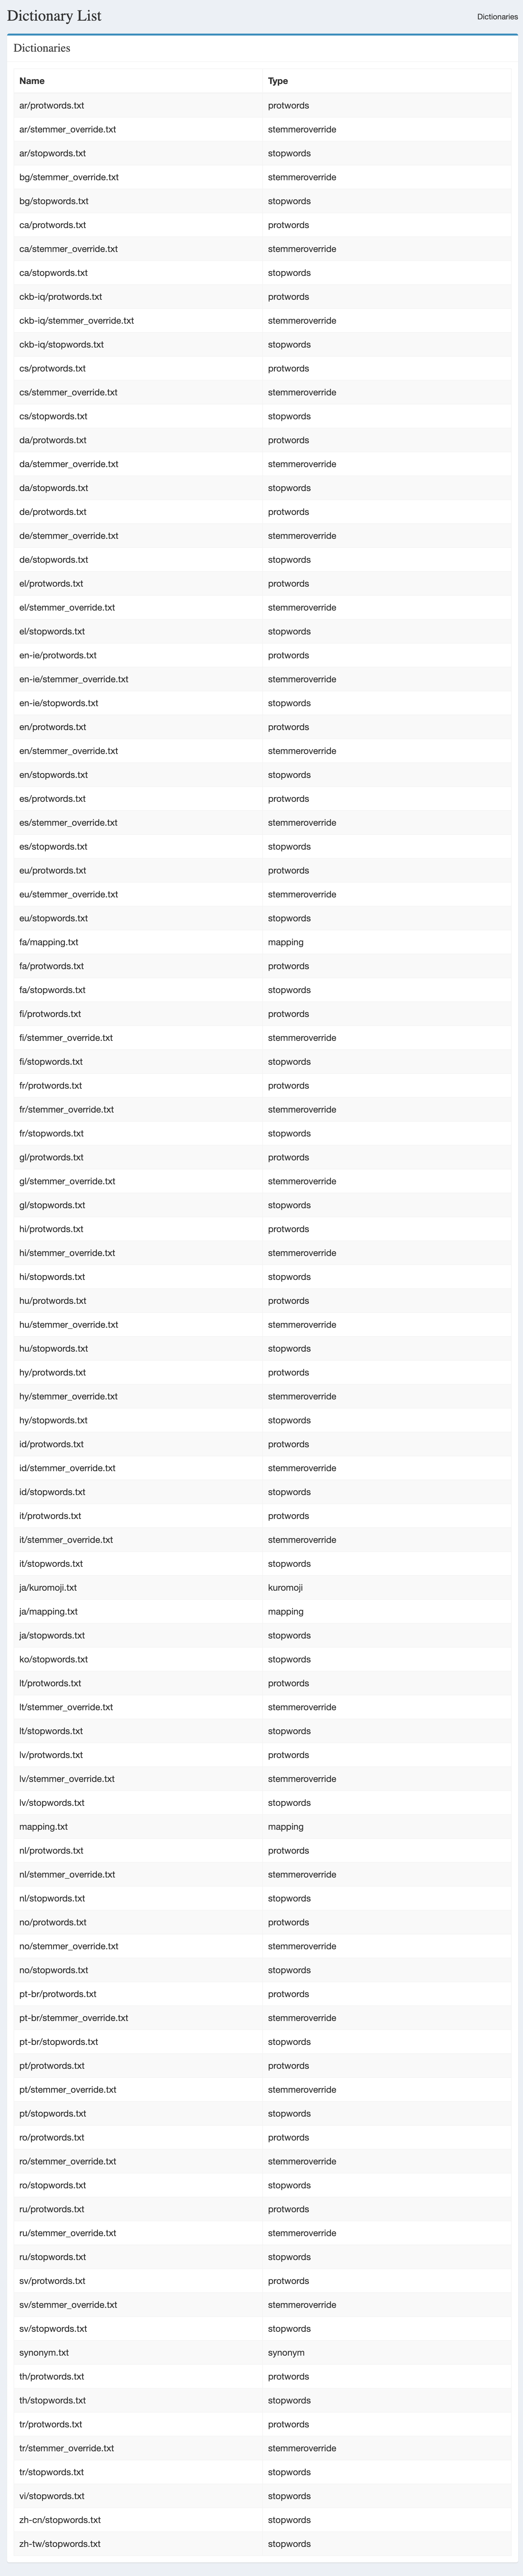 Dictionary List
Dictionaries
Dictionaries
Name Type
ar/protwords.txt protwords
ar/stemmer_override.txt stemmeroverride
ar/stopwords.txt stopwords
bg/stemmer_override.txt stemmeroverride
bg/stopwords.txt stopwords
ca/protwords.txt protwords
ca/stemmer_override.txt stemmeroverride
ca/stopwords.txt stopwords
ckb-iq/protwords.txt protwords
ckb-iq/stemmer_override.txt stemmeroverride
ckb-iq/stopwords.txt stopwords
cs/protwords.txt protwords
cs/stemmer_override.txt stemmeroverride
cs/stopwords.txt stopwords
da/protwords.txt protwords
da/stemmer_override.txt stemmeroverride
da/stopwords.txt stopwords
de/protwords.txt protwords
de/stemmer_override.txt stemmeroverride
de/stopwords.txt stopwords
el/protwords.txt protwords
el/stemmer_override.txt stemmeroverride
el/stopwords.txt stopwords
en-ie/protwords.txt protwords
en-ie/stemmer_override.txt stemmeroverride
en-ie/stopwords.txt stopwords
en/protwords.txt protwords
en/stemmer_override.txt stemmeroverride
en/stopwords.txt stopwords
es/protwords.txt protwords
es/stemmer_override.txt stemmeroverride
es/stopwords.txt stopwords
eu/protwords.txt protwords
eu/stemmer_override.txt stemmeroverride
eu/stopwords.txt stopwords
fa/mapping.txt mapping
fa/protwords.txt protwords
fa/stopwords.txt stopwords
fi/protwords.txt protwords
fi/stemmer_override.txt stemmeroverride
fi/stopwords.txt stopwords
fr/protwords.txt protwords
fr/stemmer_override.txt stemmeroverride
fr/stopwords.txt stopwords
gl/protwords.txt protwords
gl/stemmer_override.txt stemmeroverride
gl/stopwords.txt stopwords
hi/protwords.txt protwords
hi/stemmer_override.txt stemmeroverride
hi/stopwords.txt stopwords
hu/protwords.txt protwords
hu/stemmer_override.txt stemmeroverride
hu/stopwords.txt stopwords
hy/protwords.txt protwords
hy/stemmer_override.txt stemmeroverride
hy/stopwords.txt stopwords
id/protwords.txt protwords
id/stemmer_override.txt stemmeroverride
id/stopwords.txt stopwords
it/protwords.txt protwords
it/stemmer_override.txt stemmeroverride
it/stopwords.txt stopwords
ja/kuromoji.txt kuromoji
ja/mapping.txt mapping
ja/stopwords.txt stopwords
ko/stopwords.txt stopwords
lt/protwords.txt protwords
lt/stemmer_override.txt stemmeroverride
lt/stopwords.txt stopwords
lv/protwords.txt protwords
lv/stemmer_override.txt stemmeroverride
lv/stopwords.txt stopwords
mapping.txt mapping
nl/protwords.txt protwords
nl/stemmer_override.txt stemmeroverride
nl/stopwords.txt stopwords
no/protwords.txt protwords
no/stemmer_override.txt stemmeroverride
no/stopwords.txt stopwords
pt-br/protwords.txt protwords
pt-br/stemmer_override.txt stemmeroverride
pt-br/stopwords.txt stopwords
pt/protwords.txt protwords
pt/stemmer_override.txt stemmeroverride
pt/stopwords.txt stopwords
ro/protwords.txt protwords
ro/stemmer_override.txt stemmeroverride
ro/stopwords.txt stopwords
ru/protwords.txt protwords
ru/stemmer_override.txt stemmeroverride
ru/stopwords.txt stopwords
sv/protwords.txt protwords
sv/stemmer_override.txt stemmeroverride
sv/stopwords.txt stopwords
synonym.txt synonym
th/protwords.txt protwords
th/stopwords.txt stopwords
tr/protwords.txt protwords
tr/stemmer_override.txt stemmeroverride
tr/stopwords.txt stopwords
vi/stopwords.txt stopwords
zh-cn/stopwords.txt stopwords
zh-tw/stopwords.txt stopwords